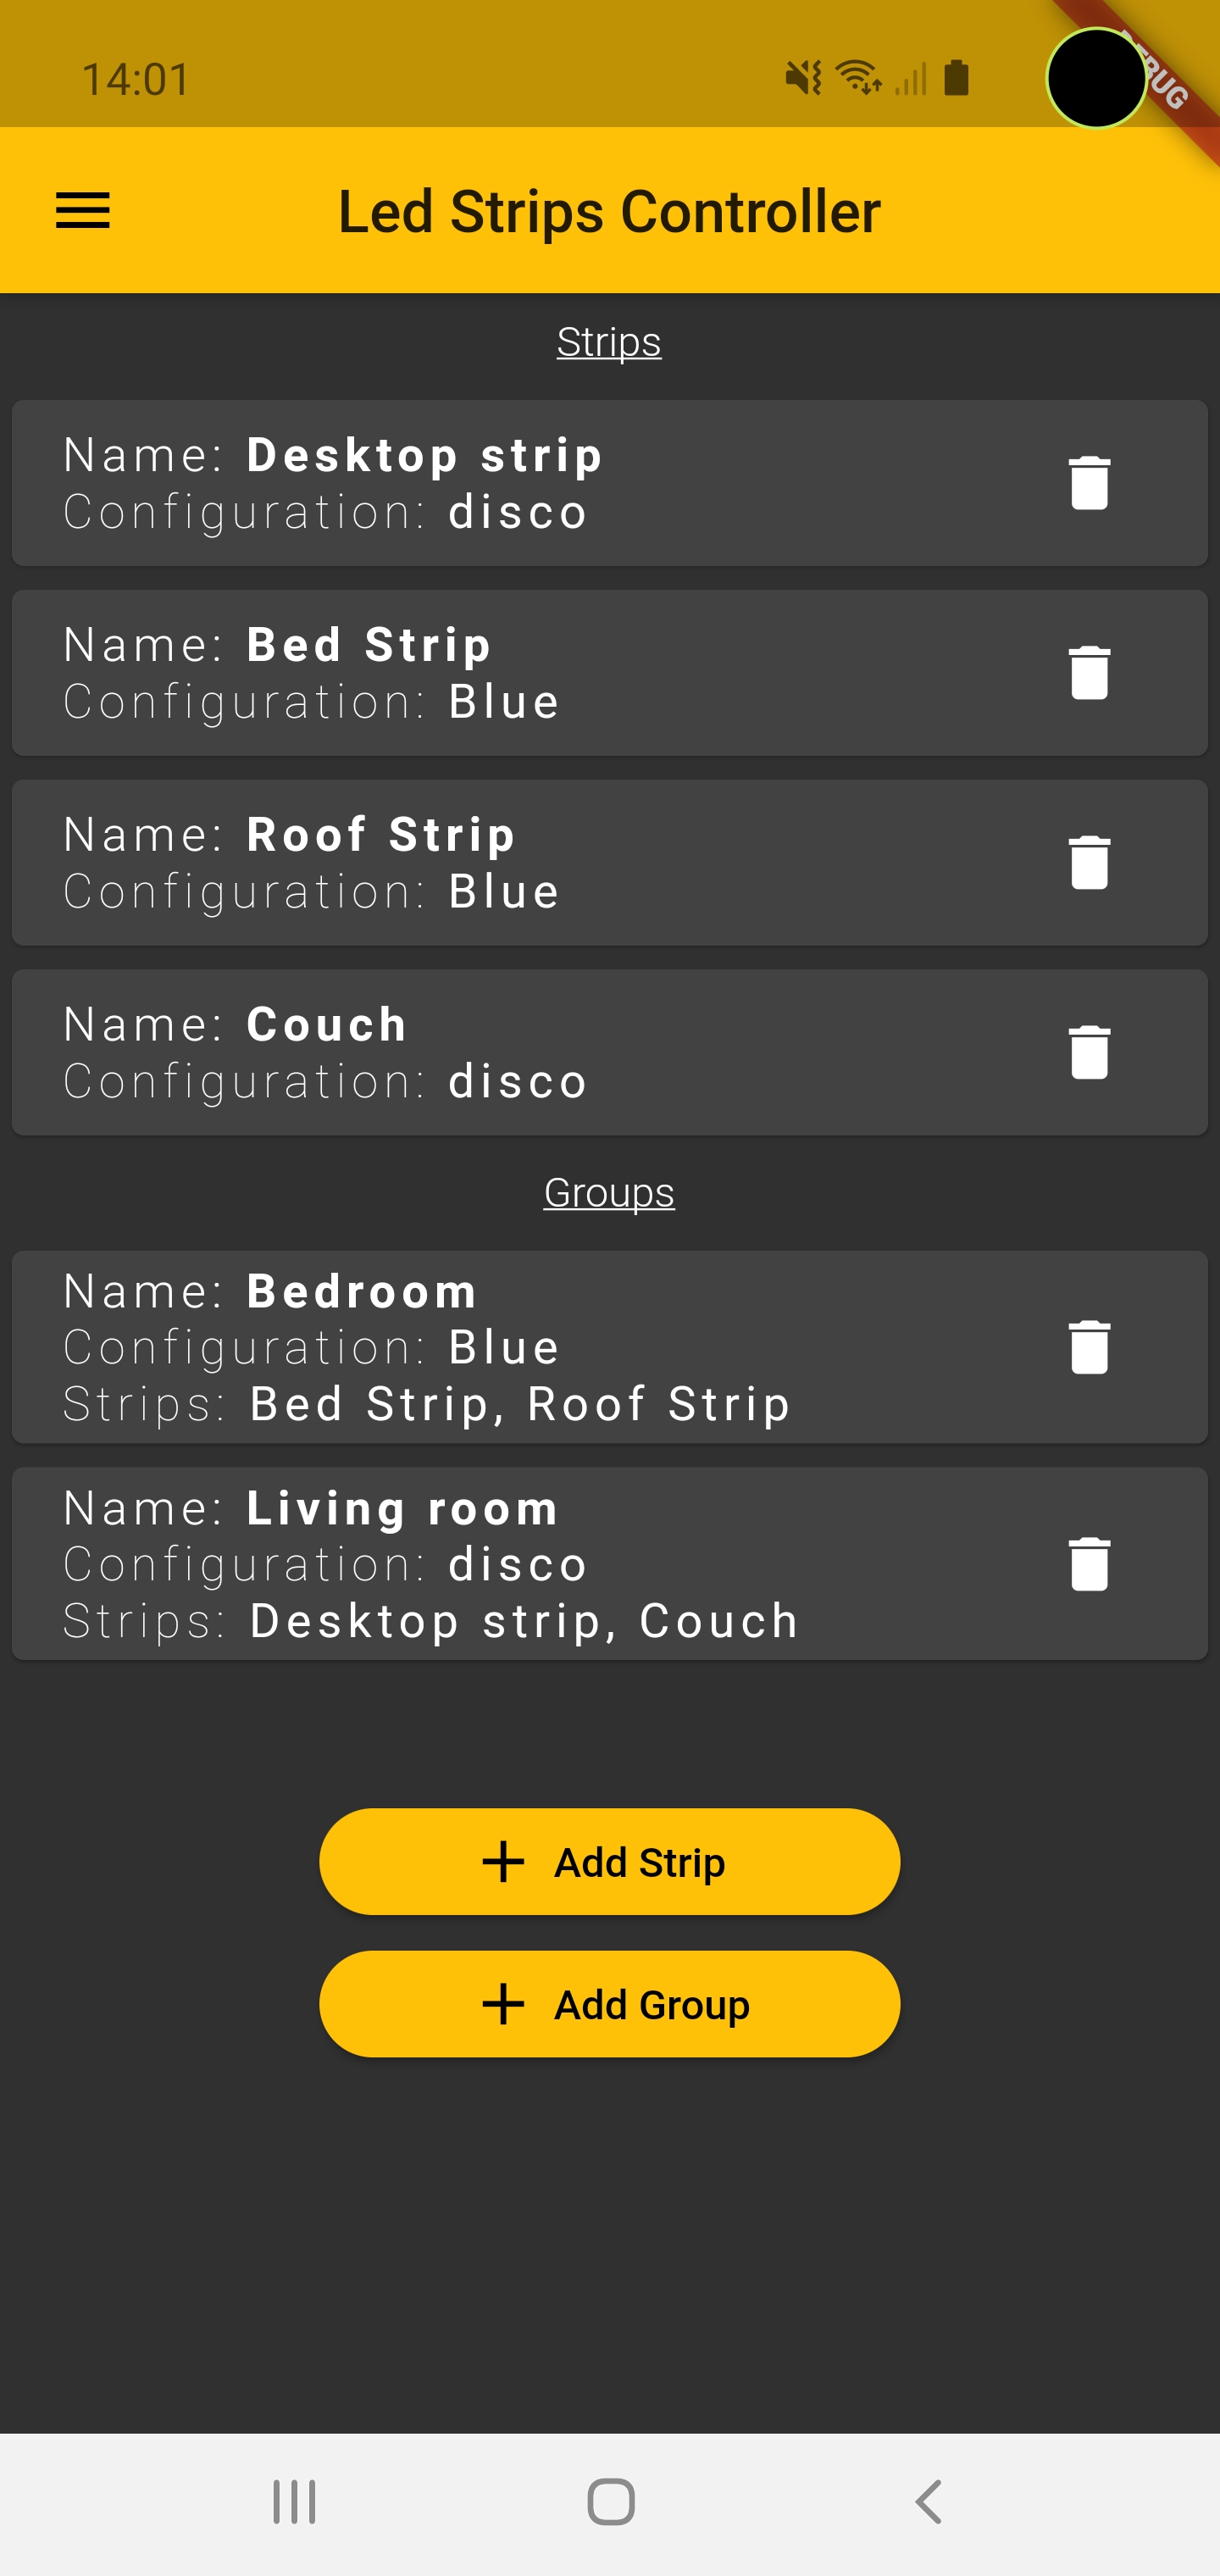 14:01
Led Strips Controller
Strips
Name: Desktop strip
Configuration: disco
Name: Bed Strip
Configuration: Blue
Name: Roof Strip
Configuration: Blue
Name: Couch
Configuration: disco
Groups
Name: Bedroom
Configuration: Blue
Strips: Bed Strip, Roof Strip
Name: Living room
Configuration: disco
Strips: Desktop strip, Couch
Add Strip
Add Group